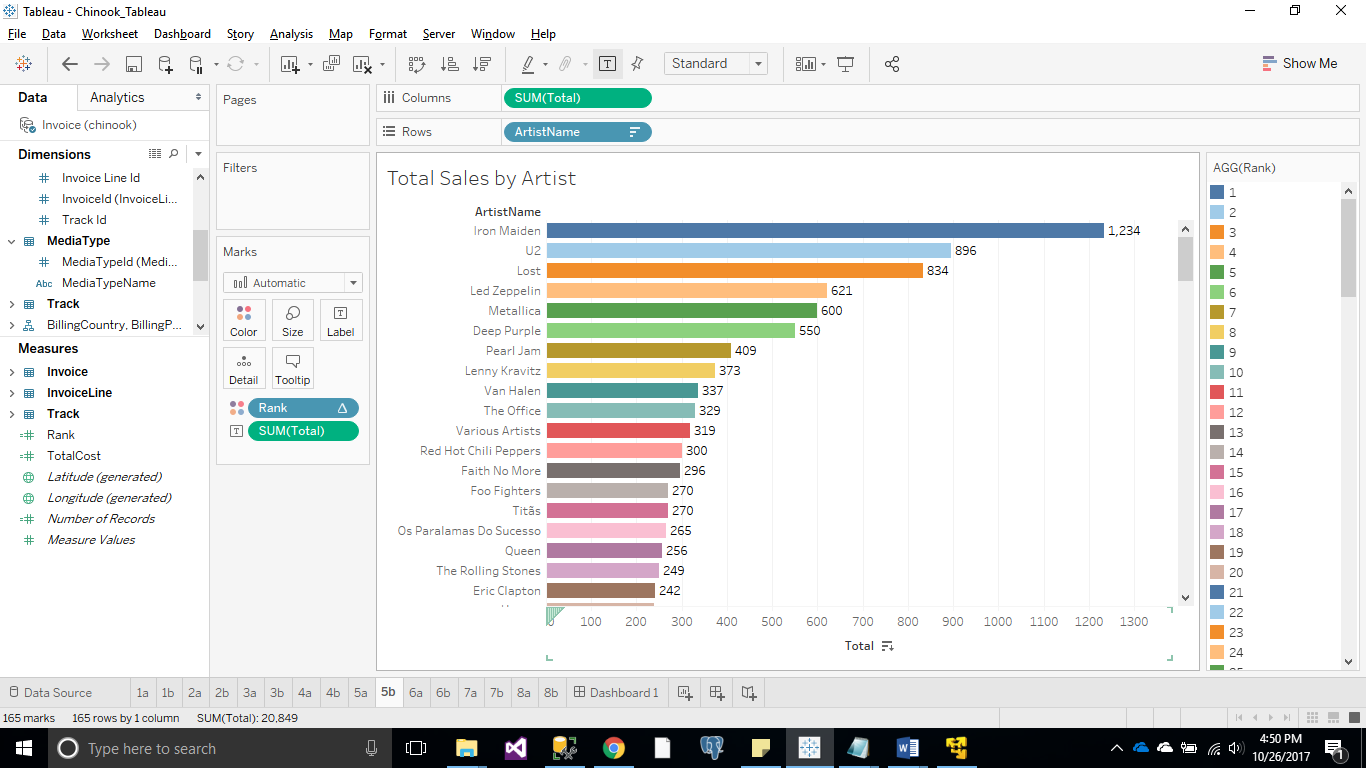 Tableau - Chinook_Tableau
File Data Worksheet Dashboard Story Analysis Map Format Server Window Help
Standard
Show Me
Data Analytics
Invoice (chinook)
Dimensions
Invoice Line Id
InvoiceId (InvoiceLi...
Track Id
MediaType
MediaTypeId (Medi...
Abc MediaTypeName
Track
BillingCountry, BillingP...
Measures
Invoice
InvoiceLine
Track
Rank
TotalCost
Latitude (generated)
Longitude (generated)
Number of Records
Measure Values
Pages
Filters
Marks
Automatic
Color Size Label
Detail Tooltip
Rank
SUM(Total)
Columns SUM(Total)
Rows ArtistName
Total Sales by Artist
ArtistName
Iron Maiden 1,234
U2 896
Lost 834
Led Zeppelin 621
Metallica 600
Deep Purple 550
Pearl Jam 409
Lenny Kravitz 373
Van Halen 337
The Office 329
Various Artists 319
Red Hot Chili Peppers 300
Faith No More 296
Foo Fighters 270
Titãs 270
Os Paralamas Do Sucesso 265
Queen 256
The Rolling Stones 249
Eric Clapton 242
0 100 200 300 400 500 600 700 800 900 1000 1100 1200 1300
Total
AGG(Rank)
1
2
3
4
5
6
7
8
9
10
11
12
13
14
15
16
17
18
19
20
21
22
23
24
Data Source 1a 1b 2a 2b 3a 3b 4a 4b 5a 5b 6a 6b 7a 7b 8a 8b Dashboard 1
165 marks 165 rows by 1 column SUM(Total): 20,849
Type here to search
4:50 PM
10/26/2017
1